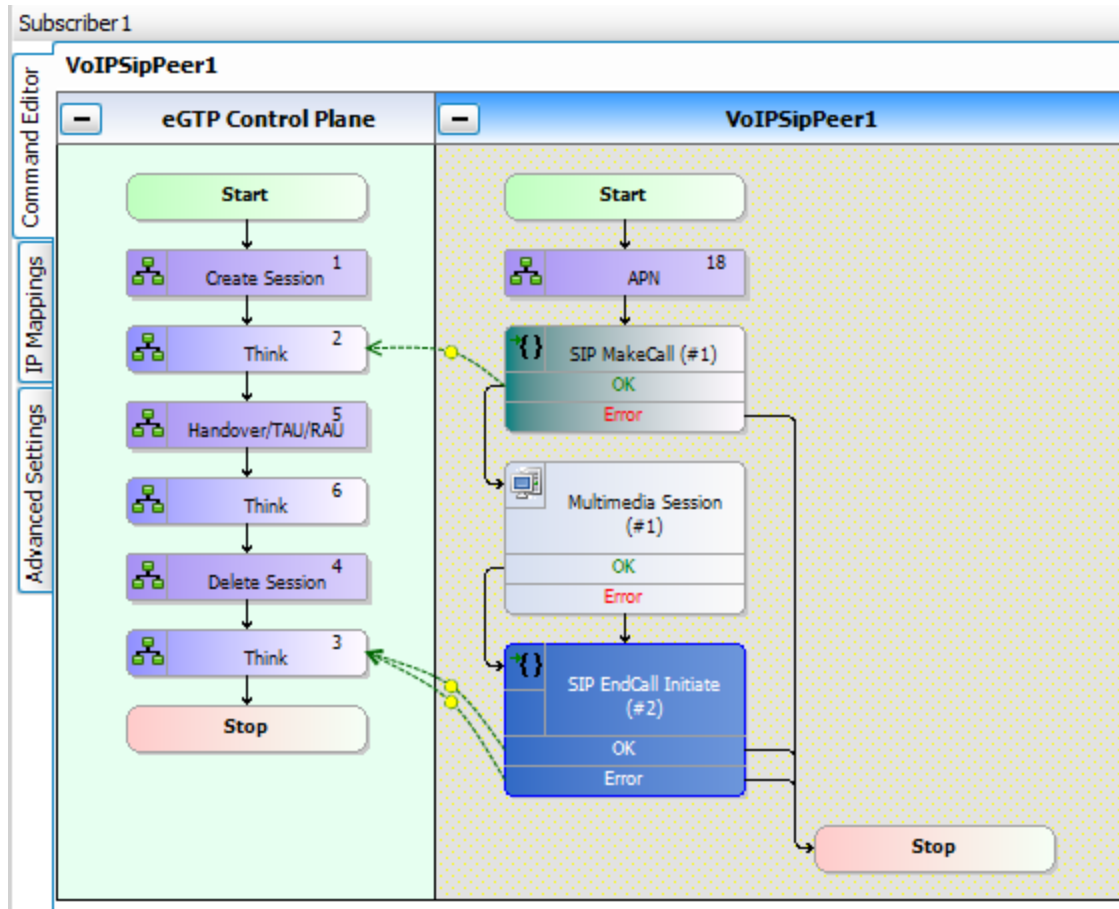 Subscriber1
VoIPSipPeer1
Command Editor
IP Mappings
Advanced Settings
eGTP Control Plane
Start
Create Session 1
Think 2
Handover/TAU/RAU 5
Think 6
Delete Session 4
Think 3
Stop
VoIPSipPeer1
Start
APN 18
{} SIP MakeCall (#1)
OK
Error
Multimedia Session
(#1)
OK
Error
{} SIP EndCall Initiate
(#2)
OK
Error
Stop